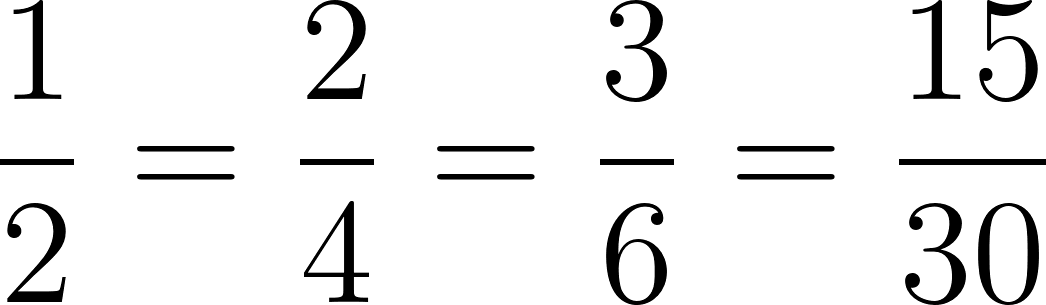 1/2 = 2/4 = 3/6 = 15/30